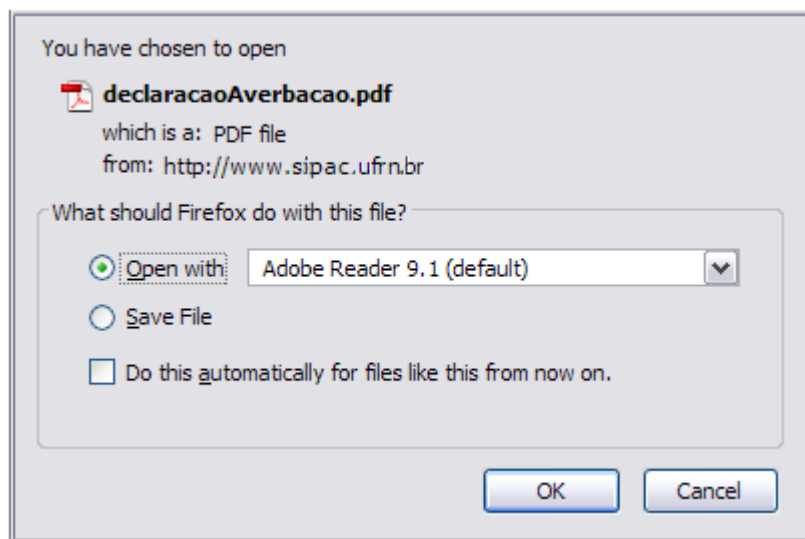 You have chosen to open
declaracaoAverbacao.pdf
which is a: PDF file
from: http://www.sipac.ufrn.br
What should Firefox do with this file?
Open with Adobe Reader 9.1 (default)
Save File
Do this automatically for files like this from now on.
OK Cancel